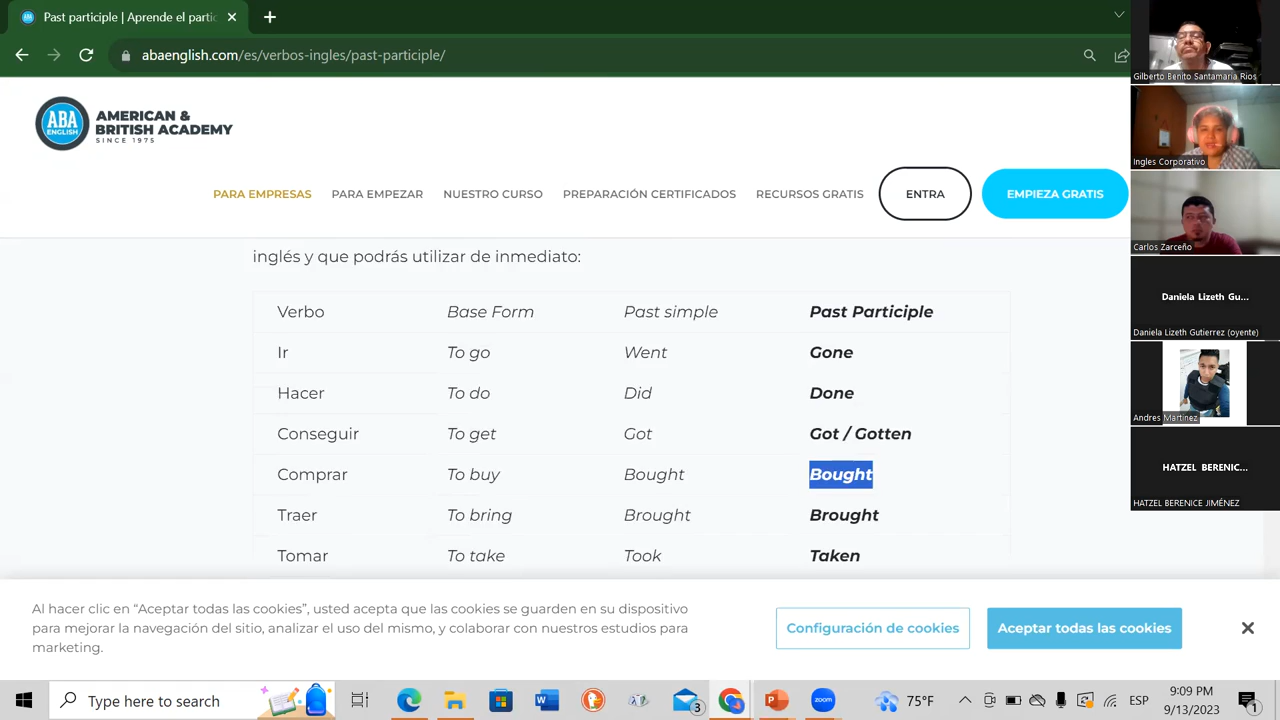 Past participle | Aprende el partic
abaenglish.com/es/verbos-ingles/past-participle/
ABA
ENGLISH
AMERICAN &
BRITISH ACADEMY
SINCE 1975
PARA EMPRESAS PARA EMPEZAR NUESTRO CURSO PREPARACIÓN CERTIFICADOS RECURSOS GRATIS ENTRA EMPIEZA GRATIS
inglés y que podrás utilizar de inmediato:
Verbo Base Form Past simple Past Participle
Ir To go Went Gone
Hacer To do Did Done
Conseguir To get Got Got / Gotten
Comprar To buy Bought Bought
Traer To bring Brought Brought
Tomar To take Took Taken
Al hacer clic en “Aceptar todas las cookies”, usted acepta que las cookies se guarden en su dispositivo
para mejorar la navegación del sitio, analizar el uso del mismo, y colaborar con nuestros estudios para
marketing.
Configuración de cookies
Aceptar todas las cookies
Gilberto Benito Santamaria Rios
Ingles Corporativo
Carlos Zarceño
Daniela Lizeth Gu...
Daniela Lizeth Gutierrez (oyente)
Andres Martinez
HATZEL BERENIC...
HATZEL BERENICE JIMÉNEZ
Type here to search
3
zoom
75°F
ESP
9:09 PM
9/13/2023
1